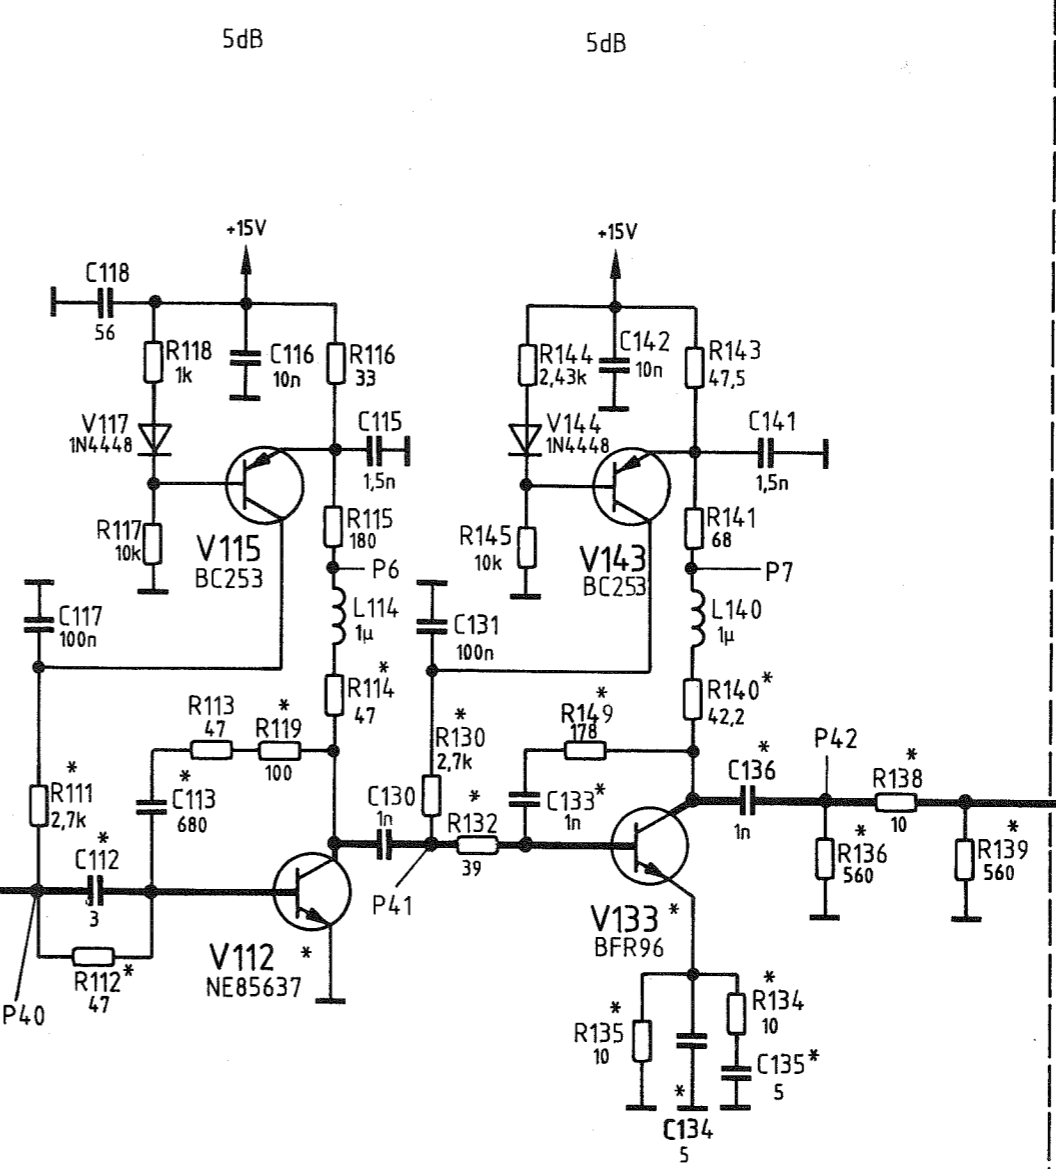 5dB
5dB
+15V
+15V
C118
56
R118
1k
C116
10n
R116
33
V117
1N4448
C115
1,5n
R117
10k
V115
BC253
R115
180
P6
C117
100n
L114
1µ
R114*
47
R113
47
R119*
100
R111*
2,7k
C113*
680
C112*
3
R112*
47
P40
V112 *
NE85637
R144
2,43k
C142
10n
R143
47,5
V144
1N4448
C141
1,5n
R145
10k
V143
BC253
R141
68
P7
C131
100n
L140
1µ
R140*
42,2
R130*
2,7k
R149*
178
C130
1n
R132*
39
C133*
1n
P41
C136*
1n
P42
R138*
10
R136*
560
R139*
560
V133 *
BFR96
R135*
10
R134*
10
C135*
5
*
C134
5